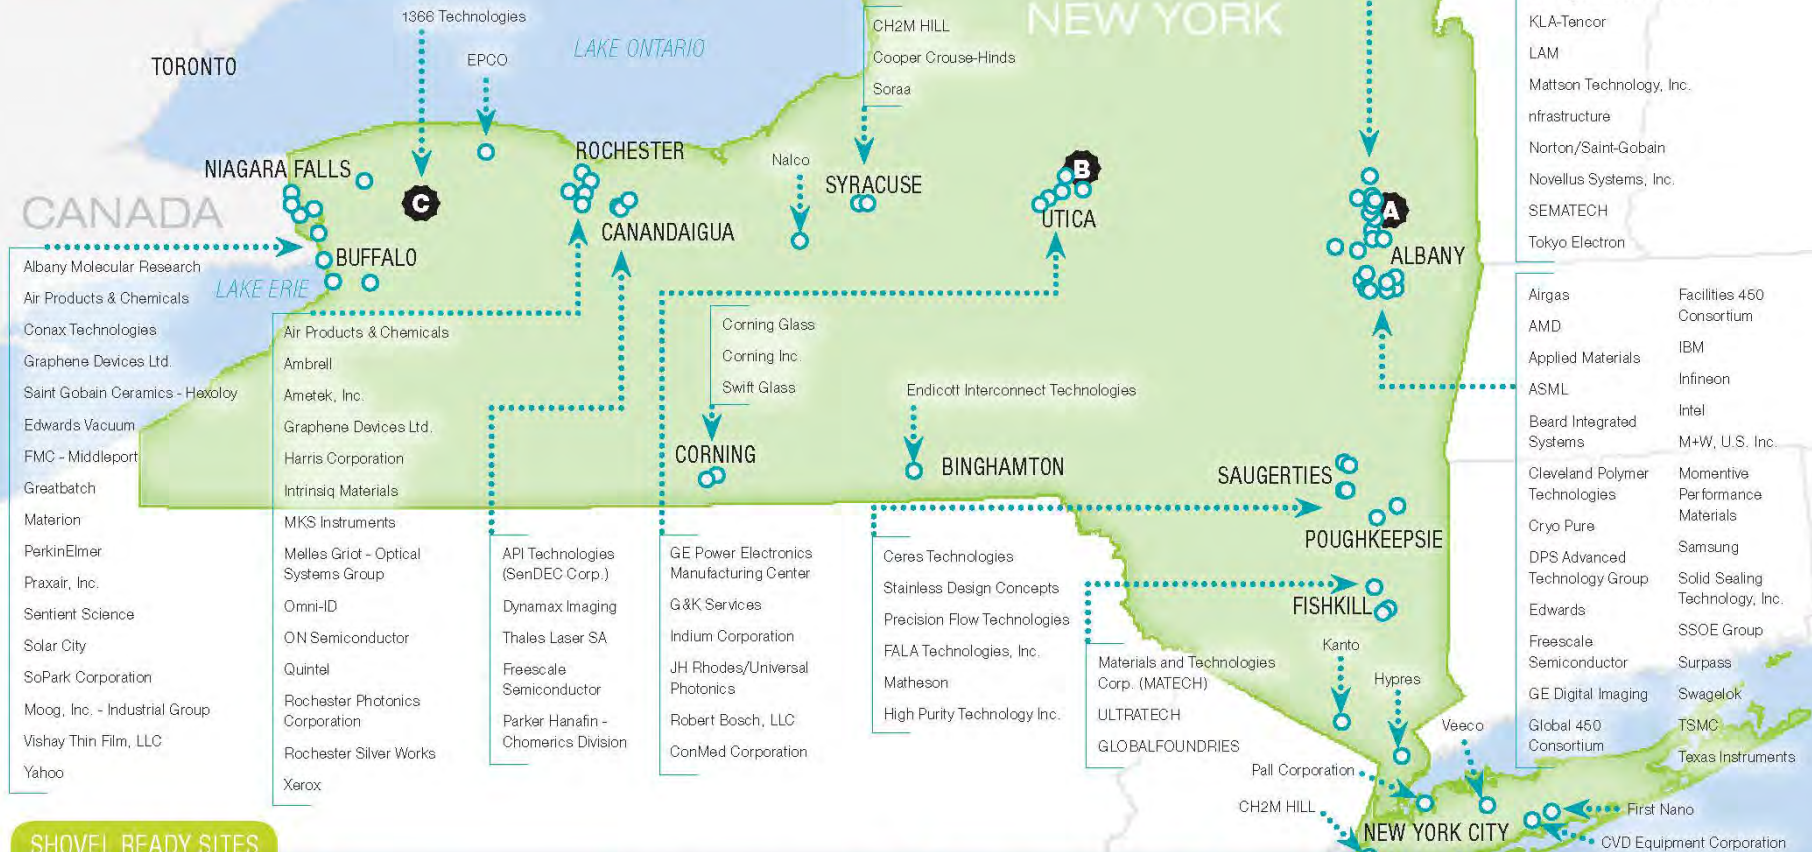 1366 Technologies
EPCO
LAKE ONTARIO
TORONTO
NEW YORK
CH2M HILL
Cooper Crouse-Hinds
Soraa
KLA-Tencor
LAM
Mattson Technology, Inc.
nfrastructure
Norton/Saint-Gobain
Novellus Systems, Inc.
SEMATECH
Tokyo Electron
NIAGARA FALLS
ROCHESTER
Nalco
SYRACUSE
B
UTICA
A
ALBANY
CANADA
C
CANANDAIGUA
BUFFALO
LAKE ERIE
Albany Molecular Research
Air Products & Chemicals
Conax Technologies
Graphene Devices Ltd.
Saint Gobain Ceramics - Hexoloy
Edwards Vacuum
FMC - Middleport
Greatbatch
Materion
PerkinElmer
Praxair, Inc.
Sentient Science
Solar City
SoPark Corporation
Moog, Inc. - Industrial Group
Vishay Thin Film, LLC
Yahoo
Air Products & Chemicals
Ambrell
Ametek, Inc.
Graphene Devices Ltd.
Harris Corporation
Intrinsiq Materials
MKS Instruments
Melles Griot - Optical
Systems Group
Omni-ID
ON Semiconductor
Quintel
Rochester Photonics
Corporation
Rochester Silver Works
Xerox
API Technologies
(SenDEC Corp.)
Dynamax Imaging
Thales Laser SA
Freescale
Semiconductor
Parker Hanafin -
Chomerics Division
Corning Glass
Corning Inc.
Swift Glass
CORNING
GE Power Electronics
Manufacturing Center
G&K Services
Indium Corporation
JH Rhodes/Universal
Photonics
Robert Bosch, LLC
ConMed Corporation
Endicott Interconnect Technologies
BINGHAMTON
Ceres Technologies
Stainless Design Concepts
Precision Flow Technologies
FALA Technologies, Inc.
Matheson
High Purity Technology Inc.
SAUGERTIES
POUGHKEEPSIE
FISHKILL
Materials and Technologies
Corp. (MATECH)
ULTRATECH
GLOBALFOUNDRIES
Kanto
Hypres
Veeco
Pall Corporation
CH2M HILL
NEW YORK CITY
First Nano
CVD Equipment Corporation
Airgas
AMD
Applied Materials
ASML
Beard Integrated
Systems
Cleveland Polymer
Technologies
Cryo Pure
DPS Advanced
Technology Group
Edwards
Freescale
Semiconductor
GE Digital Imaging
Global 450
Consortium
Facilities 450
Consortium
IBM
Infineon
Intel
M+W, U.S. Inc.
Momentive
Performance
Materials
Samsung
Solid Sealing
Technology, Inc.
SSOE Group
Surpass
Swagelok
TSMC
Texas Instruments
SHOVEL READY SITES